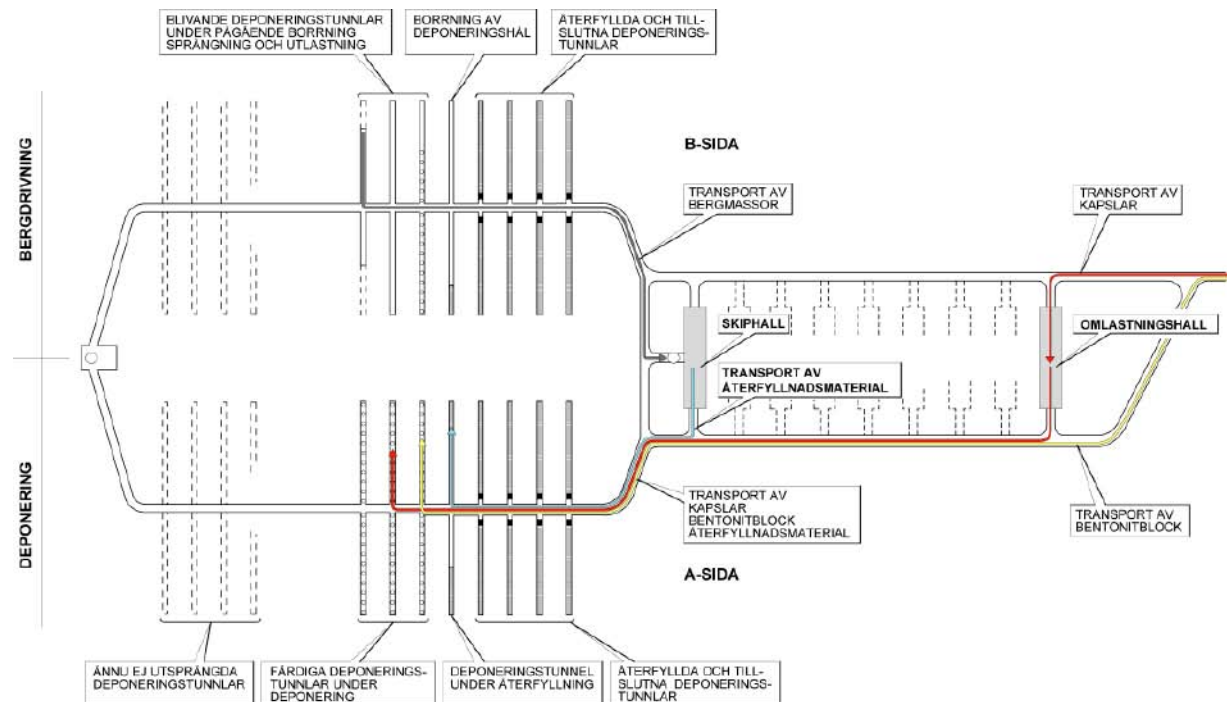 BLIVANDE DEPONERINGSTUNNLAR
UNDER PÅGÅENDE BORRNING
SPRÄNGNING OCH UTLASTNING
BORRNING AV
DEPONERINGSHÅL
ÅTERFYLLDA OCH TILL-
SLUTNA DEPONERINGS-
TUNNLAR
BERGDRIVNING
B-SIDA
TRANSPORT AV
BERGMASSOR
TRANSPORT AV
KAPSLAR
SKIPHALL
OMLASTNINGSHALL
TRANSPORT AV
ÅTERFYLLNADSMATERIAL
DEPONERING
TRANSPORT AV
KAPSLAR
BENTONITBLOCK
ÅTERFYLLNADSMATERIAL
TRANSPORT AV
BENTONITBLOCK
A-SIDA
ÄNNU EJ UTSPRÄNGDA
DEPONERINGSTUNNLAR
FÄRDIGA DEPONERINGS-
TUNNLAR UNDER
DEPONERING
DEPONERINGSTUNNEL
UNDER ÅTERFYLLNING
ÅTERFYLLDA OCH TILL-
SLUTNA DEPONERINGS-
TUNNLAR